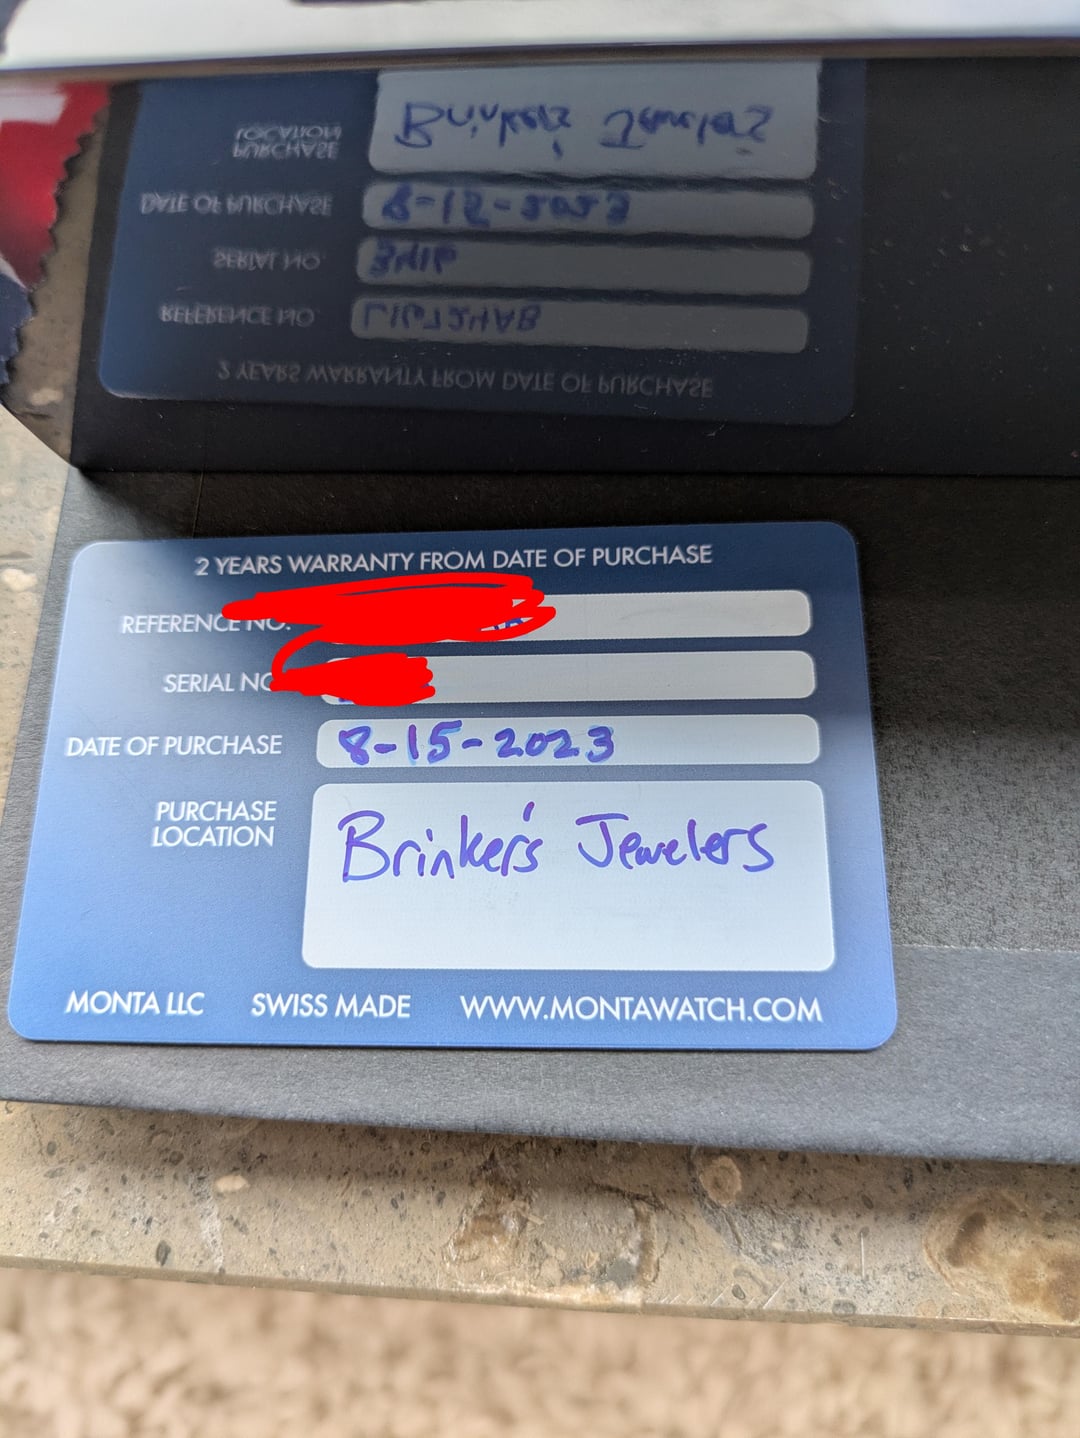 2 YEARS WARRANTY FROM DATE OF PURCHASE
REFERENCE NO.
SERIAL NO
DATE OF PURCHASE 8-15-2023
PURCHASE LOCATION Brinker's Jewelers
MONTA LLC SWISS MADE WWW.MONTAWATCH.COM